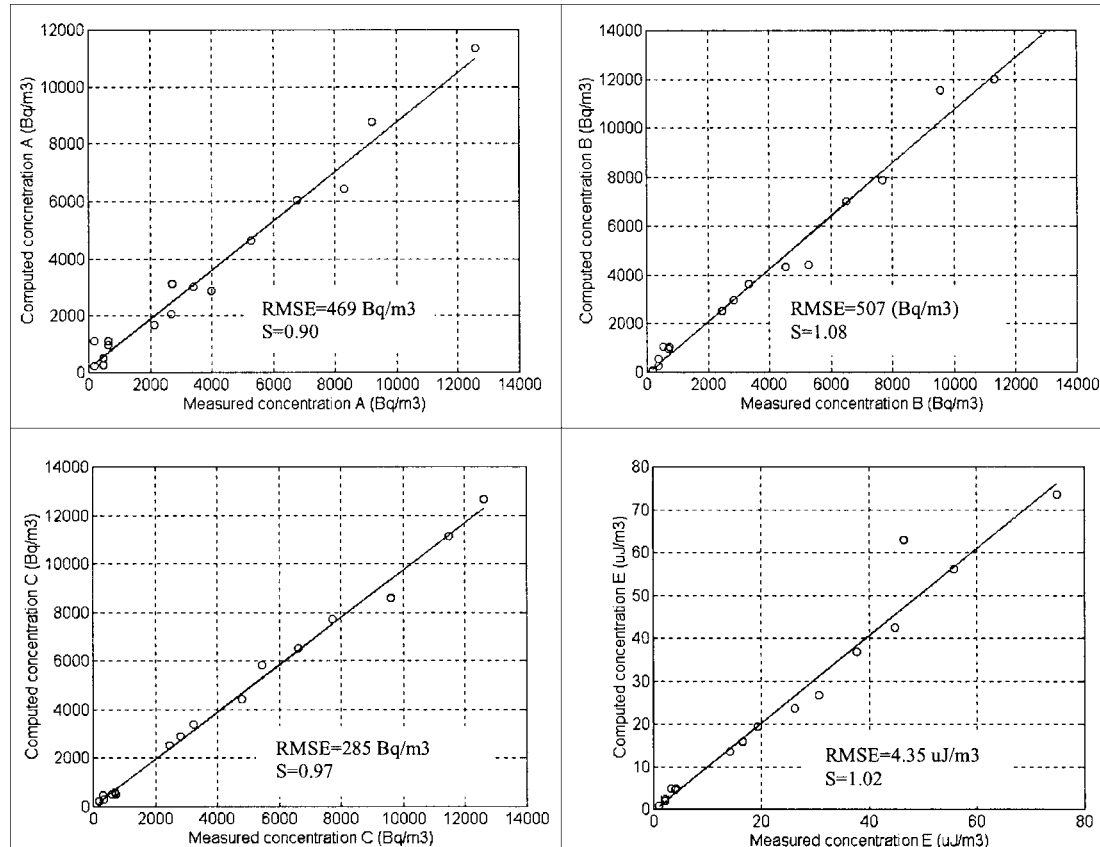 12000
10000
8000
6000
4000
2000
0
Computed concnetration A (Bq/m3)
RMSE=469 Bq/m3
S=0.90
0 2000 4000 6000 8000 10000 12000 14000
Measured concentration A (Bq/m3)
14000
12000
10000
8000
6000
4000
2000
0
Computed concentration B (Bq/m3)
RMSE=507 (Bq/m3)
S=1.08
0 2000 4000 6000 8000 10000 12000 14000
Measured concentration B (Bq/m3)
14000
12000
10000
8000
6000
4000
2000
0
Computed concentration C (Bq/m3)
RMSE=285 Bq/m3
S=0.97
0 2000 4000 6000 8000 10000 12000 14000
Measured concentration C (Bq/m3)
80
70
60
50
40
30
20
10
0
Computed concentration E (uJ/m3)
RMSE=4.35 uJ/m3
S=1.02
0 20 40 60 80
Measured concentration E (uJ/m3)